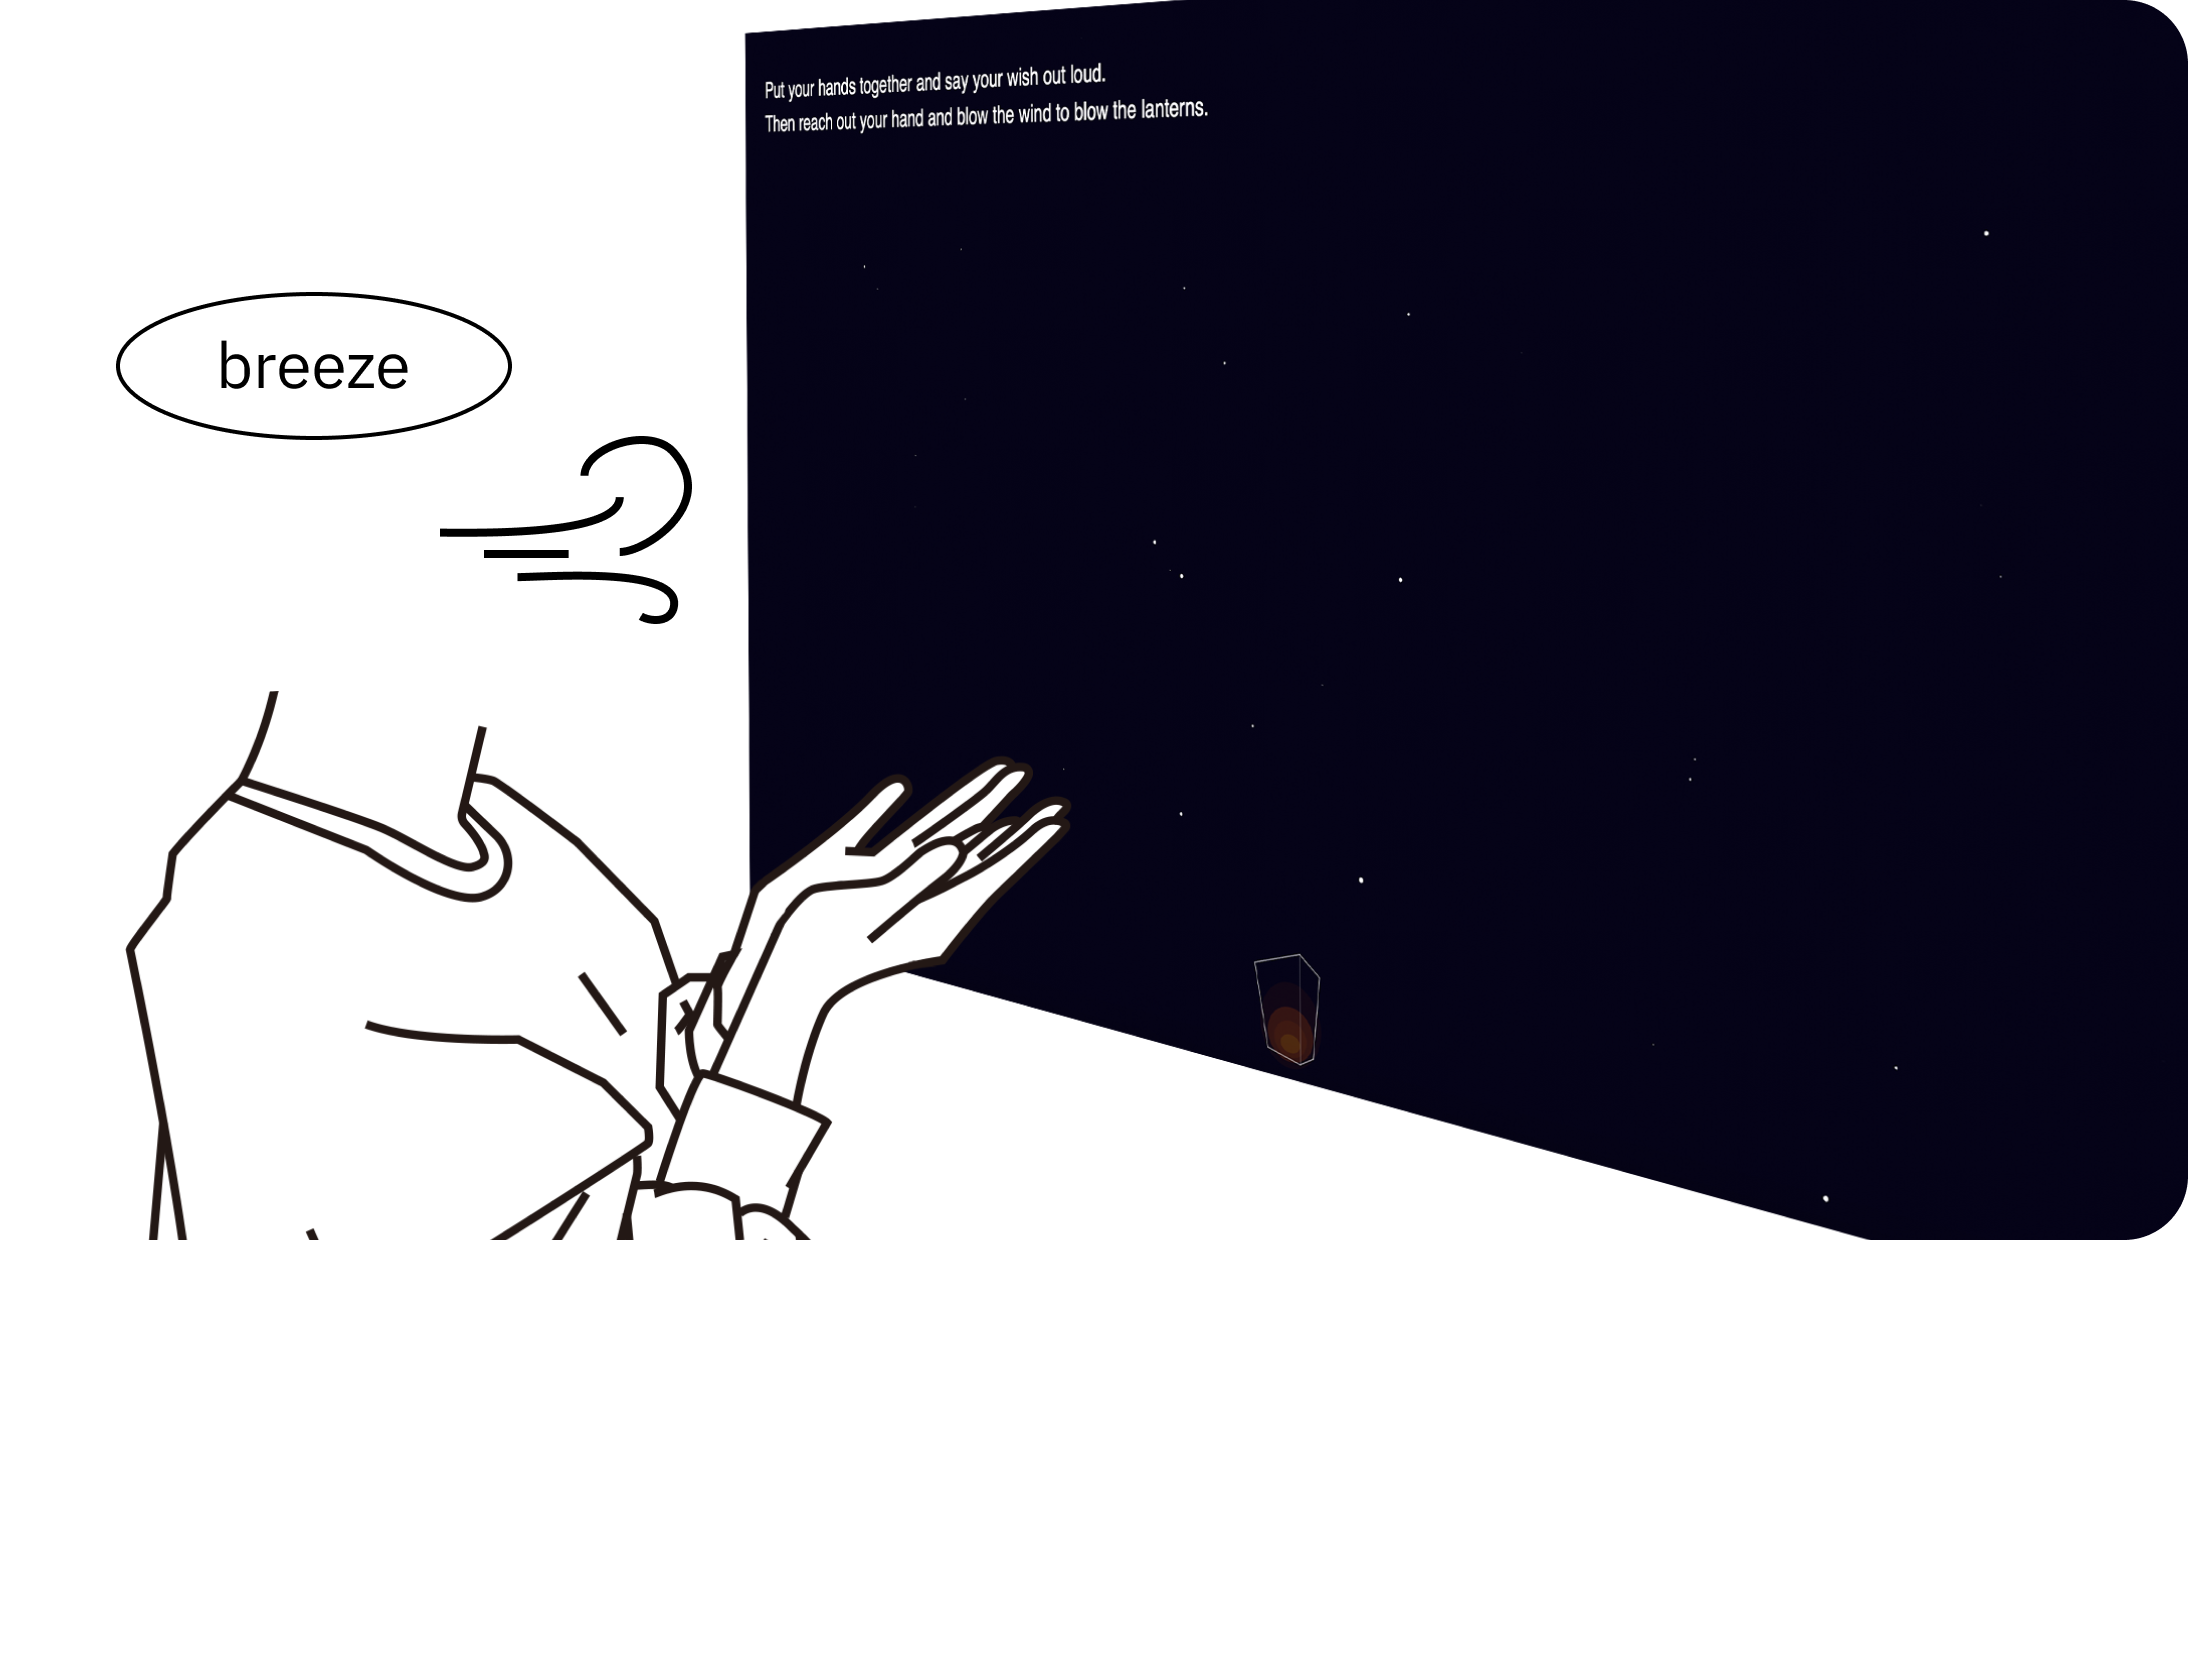 Put your hands together and say your wish out loud.
Then reach out your hand and blow the wind to blow the lanterns.
breeze